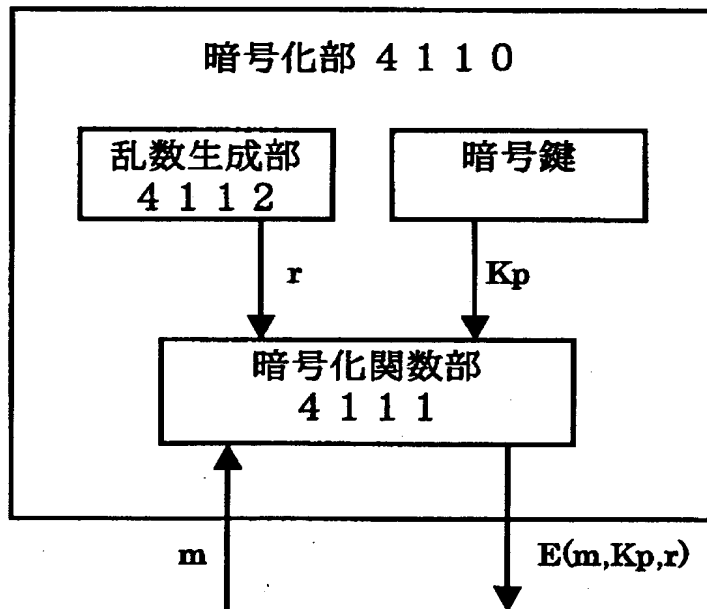 暗号化部 ４１１０
乱数生成部
４１１２
暗号鍵
r
Kp
暗号化関数部
４１１１
m
E(m,Kp,r)